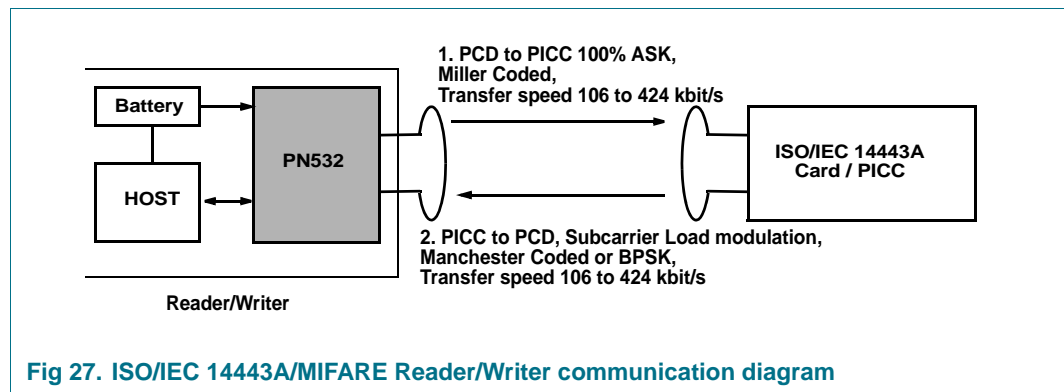 1. PCD to PICC 100% ASK,
Miller Coded,
Transfer speed 106 to 424 kbit/s
Battery
PN532
HOST
ISO/IEC 14443A
Card / PICC
2. PICC to PCD, Subcarrier Load modulation,
Manchester Coded or BPSK,
Transfer speed 106 to 424 kbit/s
Reader/Writer
Fig 27. ISO/IEC 14443A/MIFARE Reader/Writer communication diagram